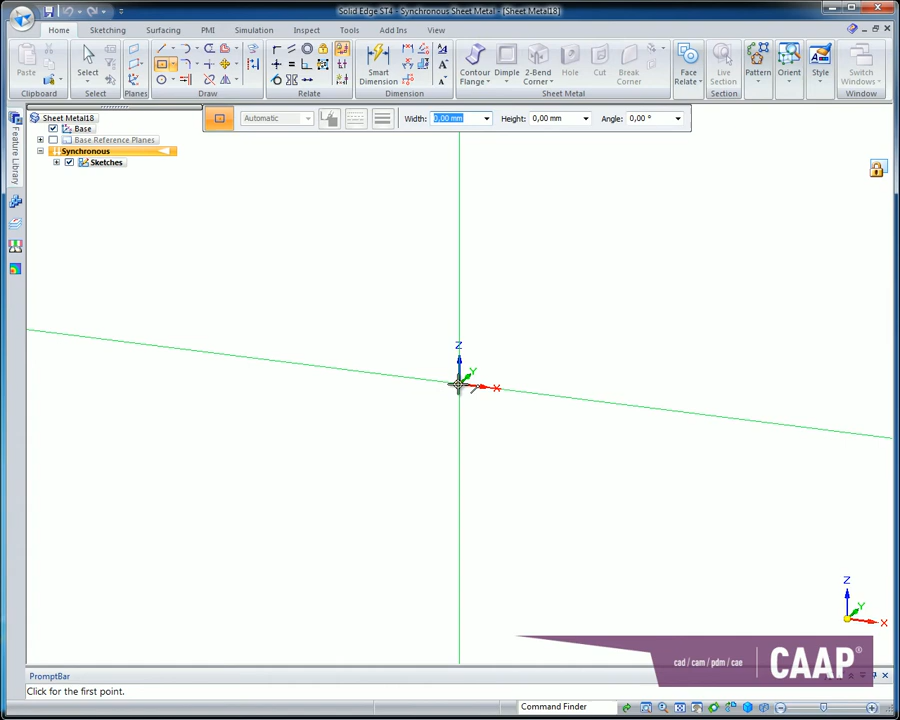 Solid Edge ST4 - Synchronous Sheet Metal - [Sheet Metal18]
Home Sketching Surfacing PMI Simulation Inspect Tools Add Ins View
Paste Select Smart Dimension Contour Flange Dimple 2-Bend Corner Hole Cut Break Corner Face Relate Live Section Pattern Orient Style Switch Windows
Clipboard Select Planes Draw Relate Dimension Sheet Metal Section Window
Automatic Width: 0,00 mm Height: 0,00 mm Angle: 0,00 °
Sheet Metal18
Base
Base Reference Planes
Synchronous
Sketches
Feature Library
Z
Y
X
Z
Y
X
cad / cam / pdm / cae CAAP®
PromptBar
Click for the first point.
Command Finder